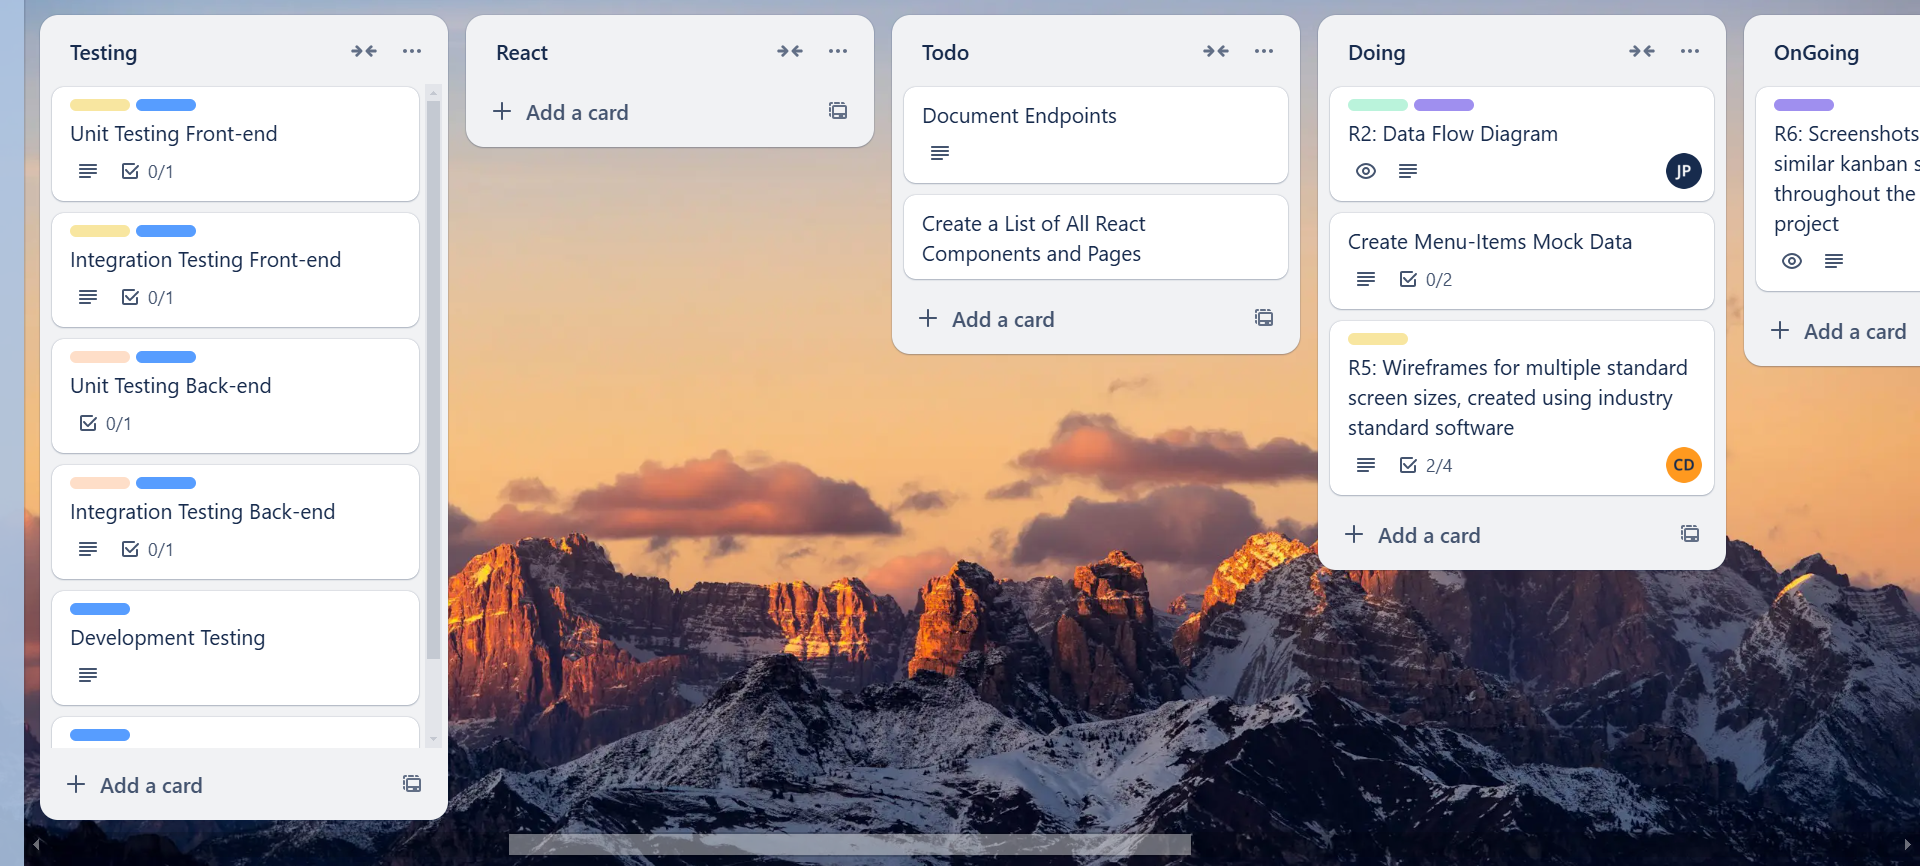 Testing
Unit Testing Front-end
0/1
Integration Testing Front-end
0/1
Unit Testing Back-end
0/1
Integration Testing Back-end
0/1
Development Testing
Add a card
React
Add a card
Todo
Document Endpoints
Create a List of All React
Components and Pages
Add a card
Doing
R2: Data Flow Diagram
JP
Create Menu-Items Mock Data
0/2
R5: Wireframes for multiple standard
screen sizes, created using industry
standard software
2/4
CD
Add a card
OnGoing
R6: Screenshots
similar kanban
throughout the
project
Add a card